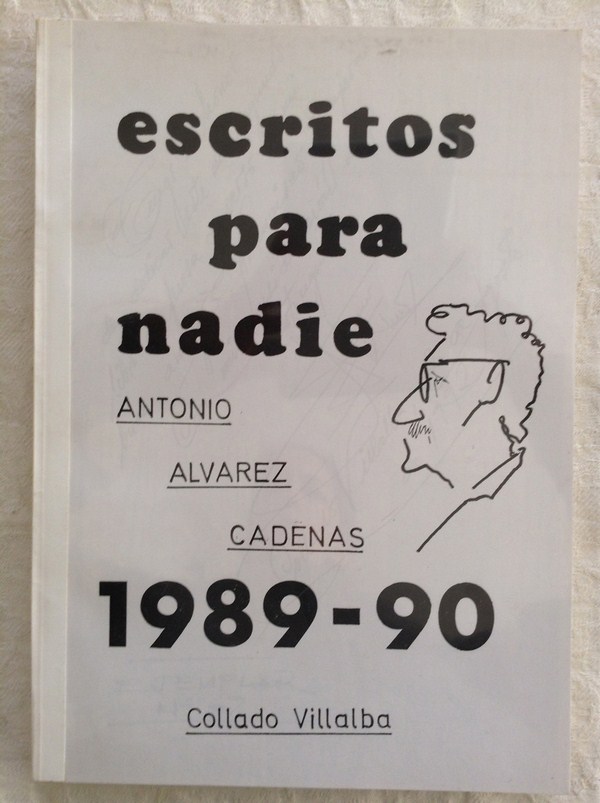 escritos
para
nadie
ANTONIO
ALVAREZ
CADENAS
1989-90
Collado Villalba